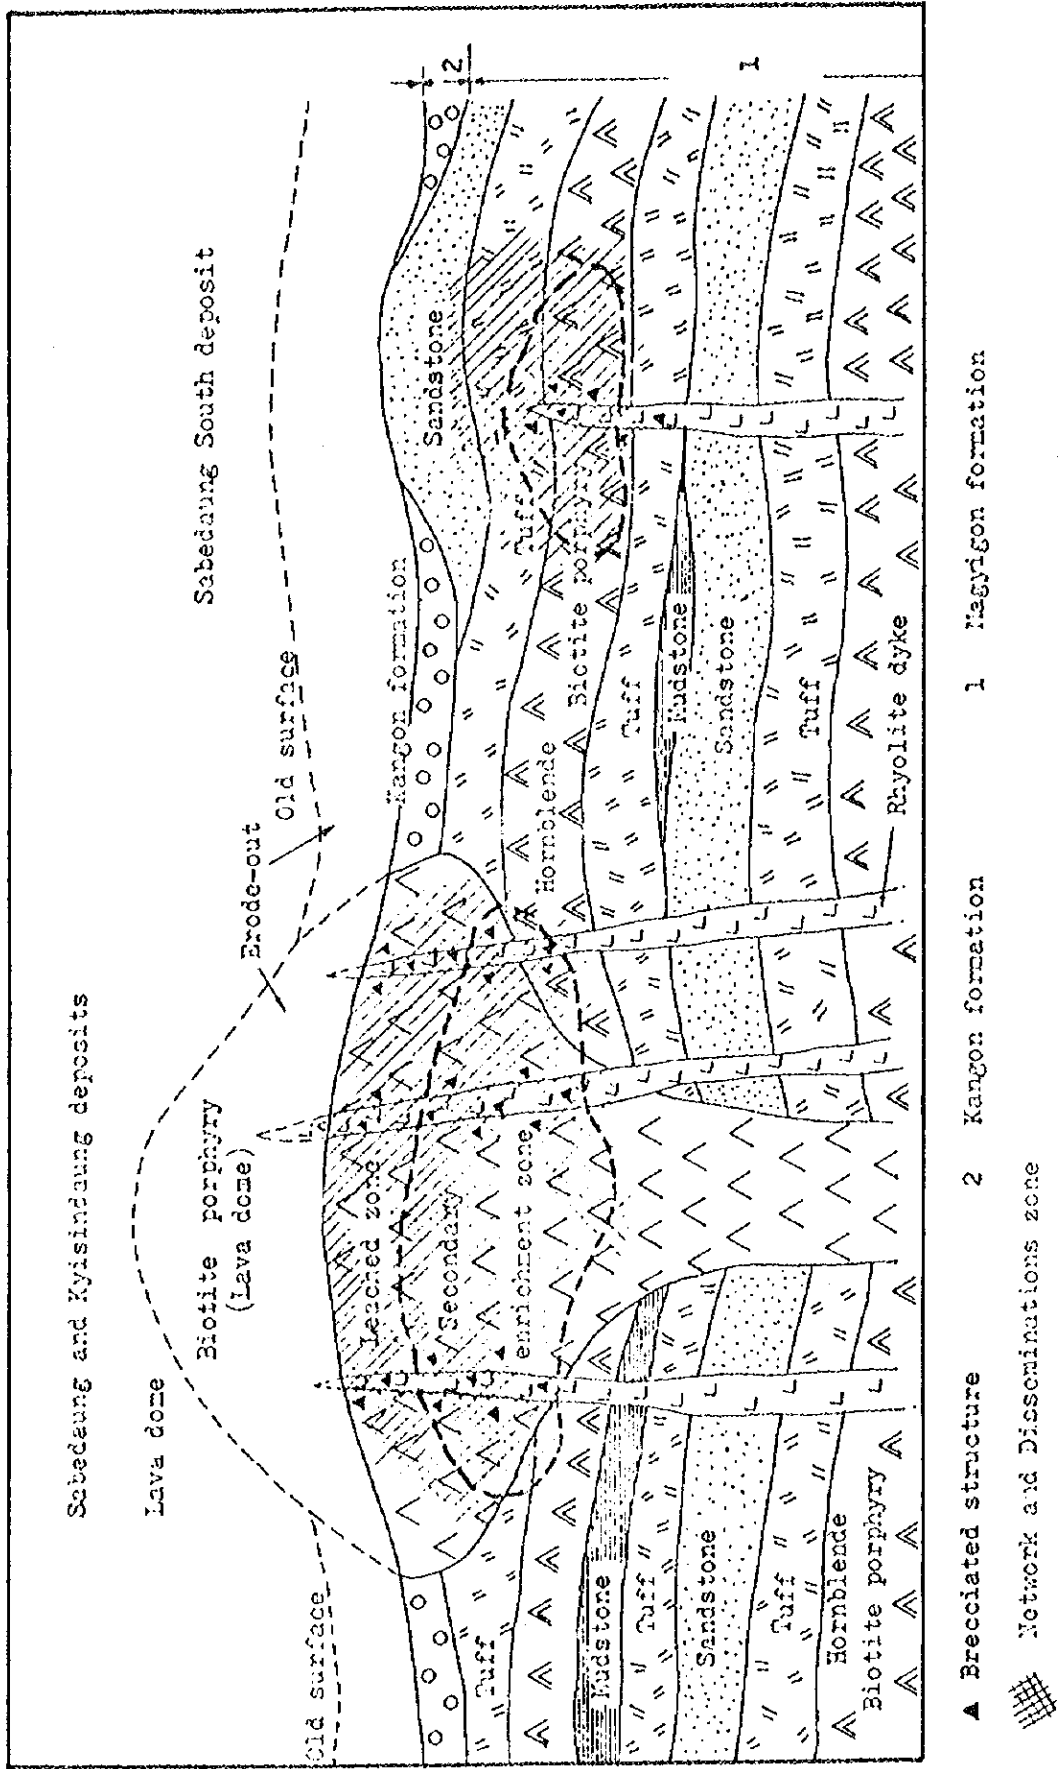 Sabedaung and Kyisindaung deposits
Sabedaung South deposit
Lava dome
Biotite porphyry
(Lava dome)
Erode-out
Old surface
Old surface
Kangon formation
Sandstone
Leached zone
Secondary
enrichment zone
Tuff
Hornblende
Biotite porphyry
Tuff
Tuff
Mudstone
Mudstone
Tuff
Sandstone
Sandstone
Tuff
Tuff
Hornblende
Biotite porphyry
Rhyolite dyke
2
1
▲ Brecciated structure
2 Kangon formation
1 Magyigon formation
Network and Disseminations zone